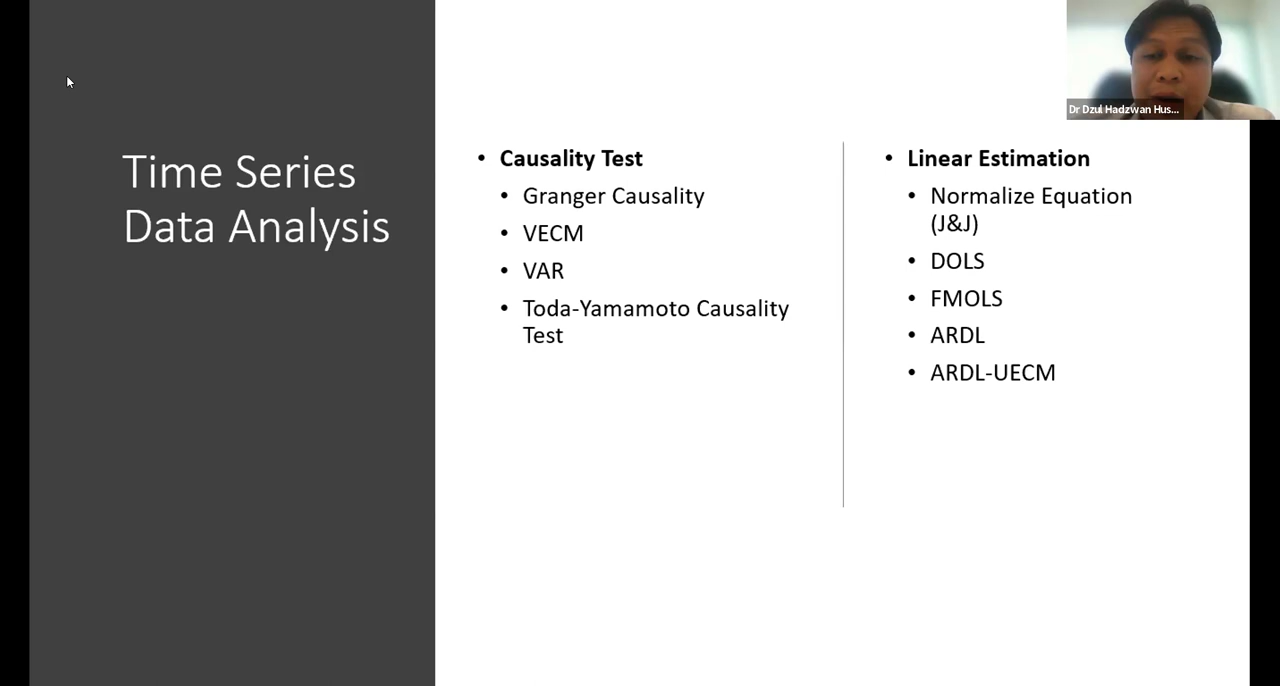 Time Series
Data Analysis
• Causality Test
• Granger Causality
• VECM
• VAR
• Toda-Yamamoto Causality
Test
• Linear Estimation
• Normalize Equation
(J&J)
• DOLS
• FMOLS
• ARDL
• ARDL-UECM
Dr Dzul Hadzwan Hus...